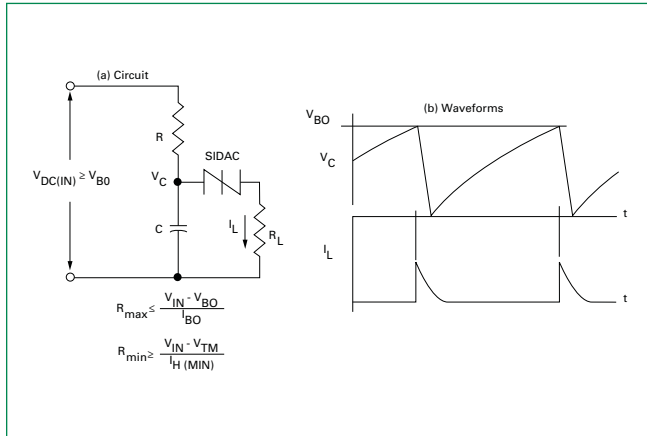 (a) Circuit
R
SIDAC
V_DC(IN) ≥ V_B0
V_C
C
I_L
R_L
R_max ≤ (V_IN - V_BO) / I_BO
R_min ≥ (V_IN - V_TM) / I_H (MIN)
(b) Waveforms
V_BO
V_C
t
I_L
t